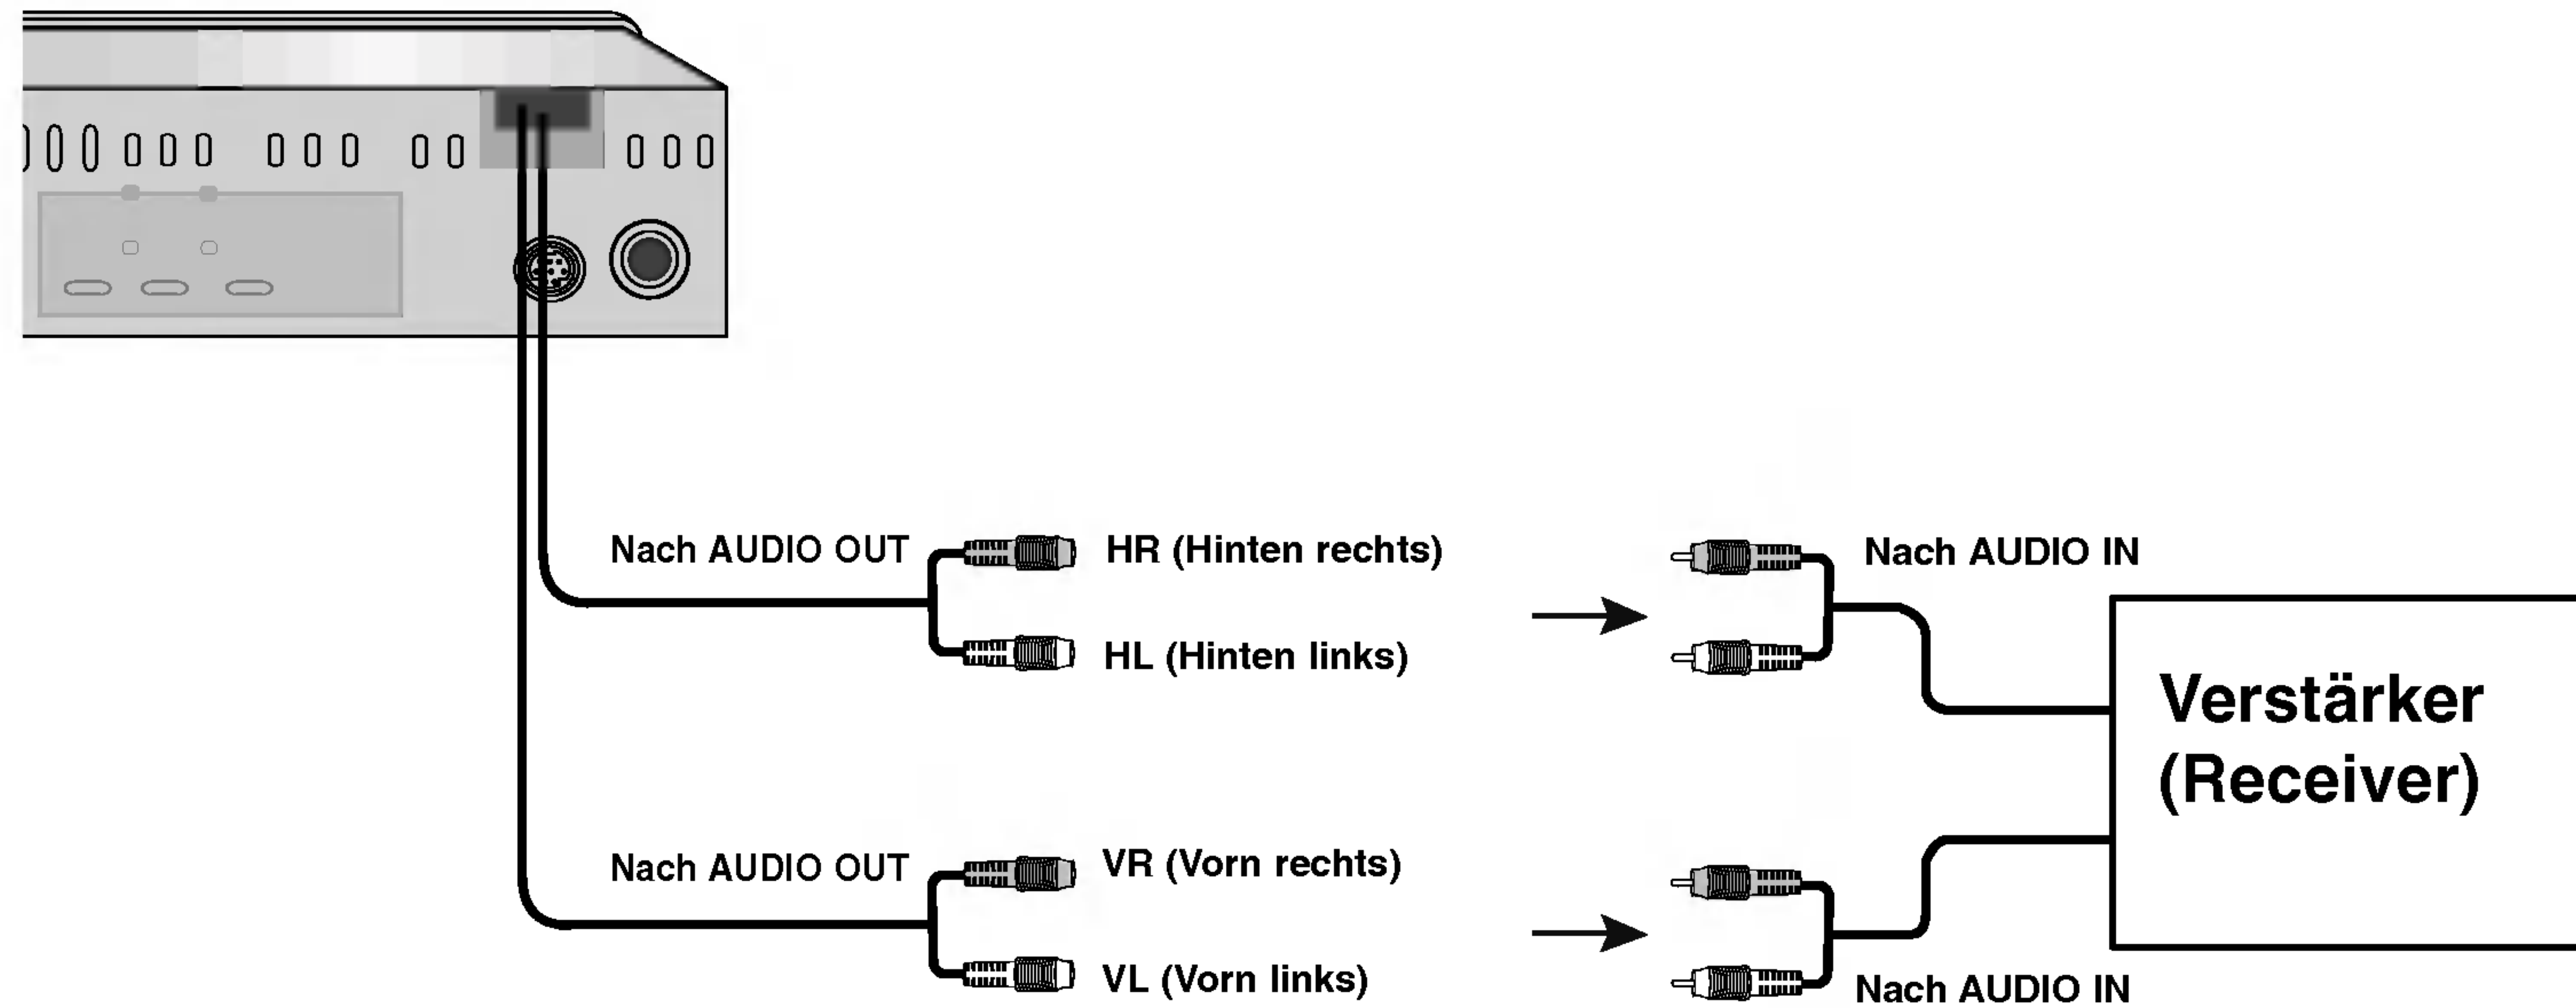 Nach AUDIO OUT
HR (Hinten rechts)
HL (Hinten links)
Nach AUDIO IN
Verstärker
(Receiver)
Nach AUDIO OUT
VR (Vorn rechts)
VL (Vorn links)
Nach AUDIO IN